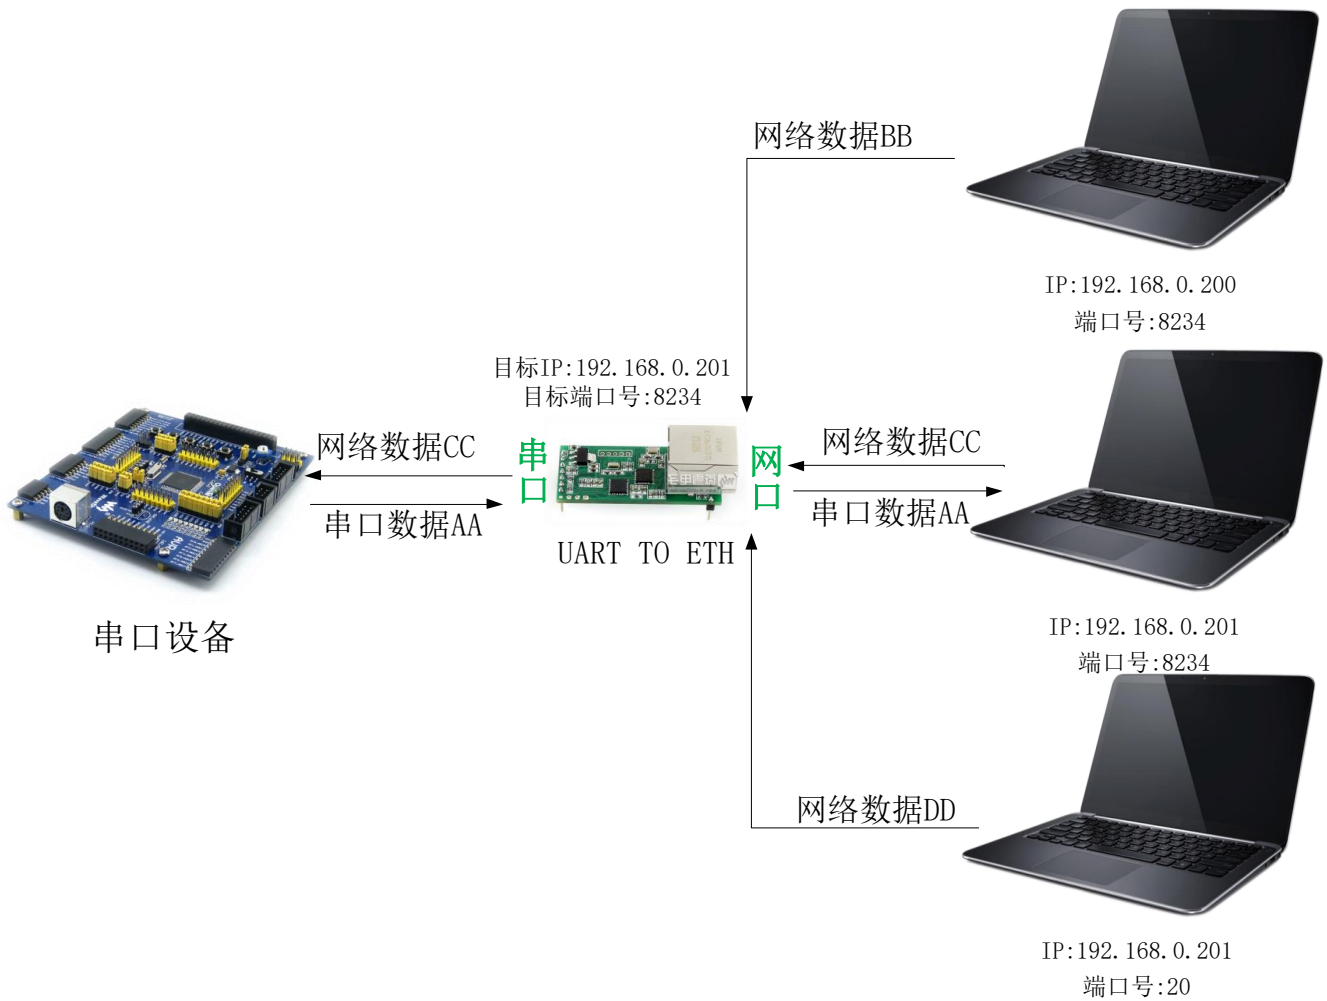 网络数据BB
IP:192.168.0.200
端口号:8234
目标IP:192.168.0.201
目标端口号:8234
网络数据CC
串口
网口
网络数据CC
串口数据AA
串口数据AA
UART TO ETH
串口设备
IP:192.168.0.201
端口号:8234
网络数据DD
IP:192.168.0.201
端口号:20